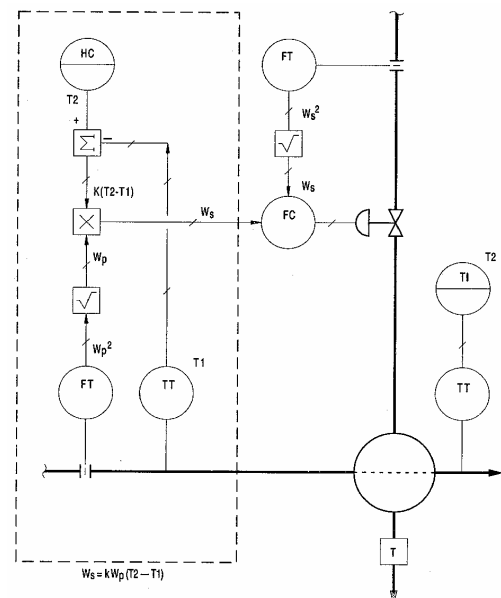 HC
FT
T2
+
Ws²
Σ
−
√
K(T2-T1)
Ws
×
Ws
FC
Wp
T2
TI
√
Wp²
T1
FT
TT
TT
T
Ws = kWp (T2 — T1)